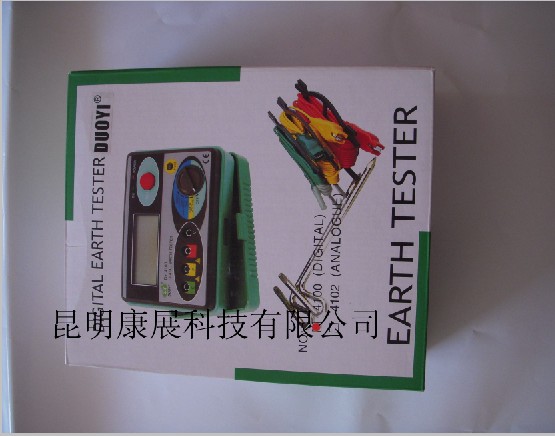 DIGITAL EARTH TESTER DUOYI®
NO. 4100 (DIGITAL)
4102 (ANALOGUE)
EARTH TESTER
昆明康展科技有限公司